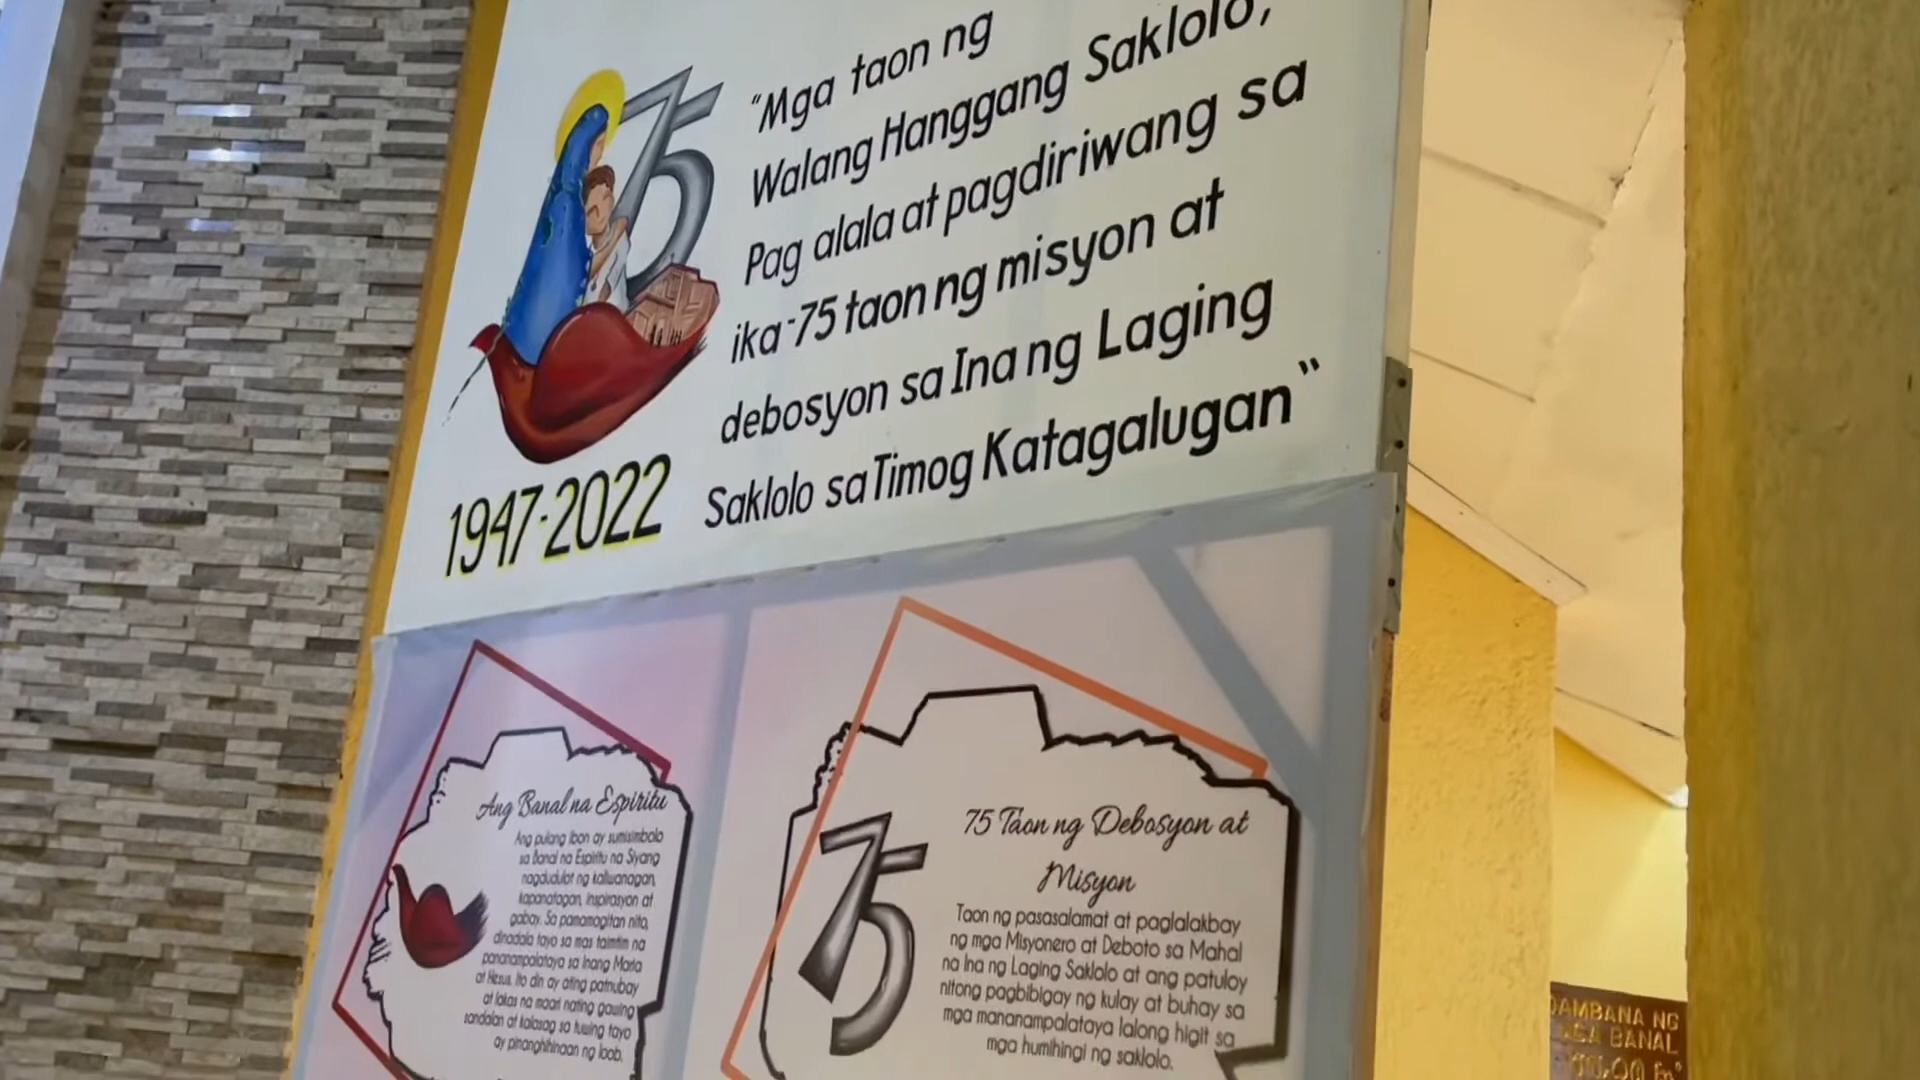 75
"Mga taon ng
Walang Hanggang Saklolo,
Pag alala at pagdiriwang sa
ika-75 taon ng misyon at
debosyon sa Ina ng Laging
Saklolo sa Timog Katagalugan"
1947-2022
Ang Banal na Espiritu
Ang pulang ibon ay sumisimbolo
sa Banal na Espiritu na Siyang
nagdudulot ng kaliwanagan,
kapanatagan, inspirasyon at
gabay. Sa pamamagitan nito,
dinadala tayo sa mas taimtim na
pananampalataya sa Inang Maria
at Hesus. Ito din ay ating patnubay
at lakas na maari nating gawing
sandalan at kalasag sa tuwing tayo
ay pinanghihinaan ng loob.
75
75 Taon ng Debosyon at
Misyon
Taon ng pasasalamat at paglalakbay
ng mga Misyonero at Deboto sa Mahal
na Ina ng Laging Saklolo at ang patuloy
nitong pagbibigay ng kulay at buhay sa
mga mananampalataya lalong higit sa
mga humihingi ng saklolo.
DAMBANA NG
BANAL